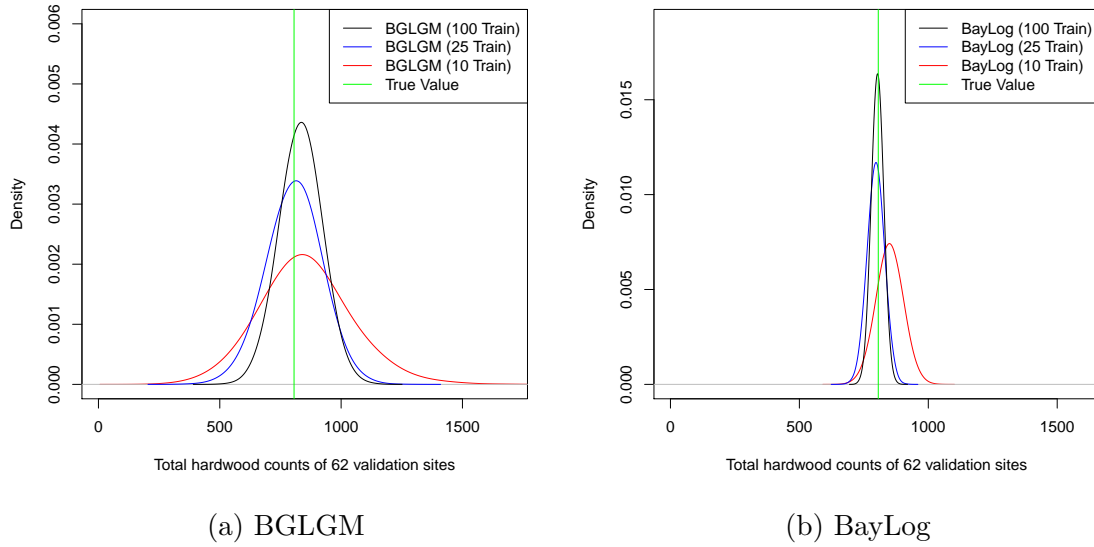 0.006
0.005
0.004
0.003
0.002
0.001
0.000
Density
BGLGM (100 Train)
BGLGM (25 Train)
BGLGM (10 Train)
True Value
0 500 1000 1500
Total hardwood counts of 62 validation sites
(a) BGLGM
0.015
0.010
0.005
0.000
Density
BayLog (100 Train)
BayLog (25 Train)
BayLog (10 Train)
True Value
0 500 1000 1500
Total hardwood counts of 62 validation sites
(b) BayLog